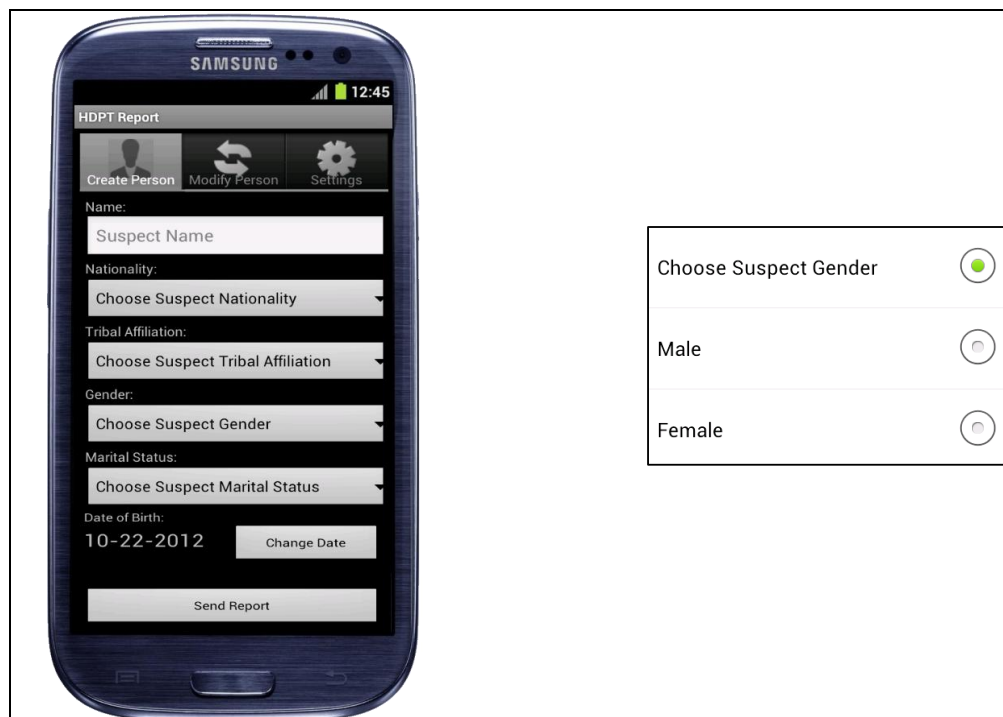 SAMSUNG
12:45
HDPT Report
Create Person Modify Person Settings
Name:
Suspect Name
Nationality:
Choose Suspect Nationality
Tribal Affiliation:
Choose Suspect Tribal Affiliation
Gender:
Choose Suspect Gender
Marital Status:
Choose Suspect Marital Status
Date of Birth:
10-22-2012 Change Date
Send Report
Choose Suspect Gender
Male
Female